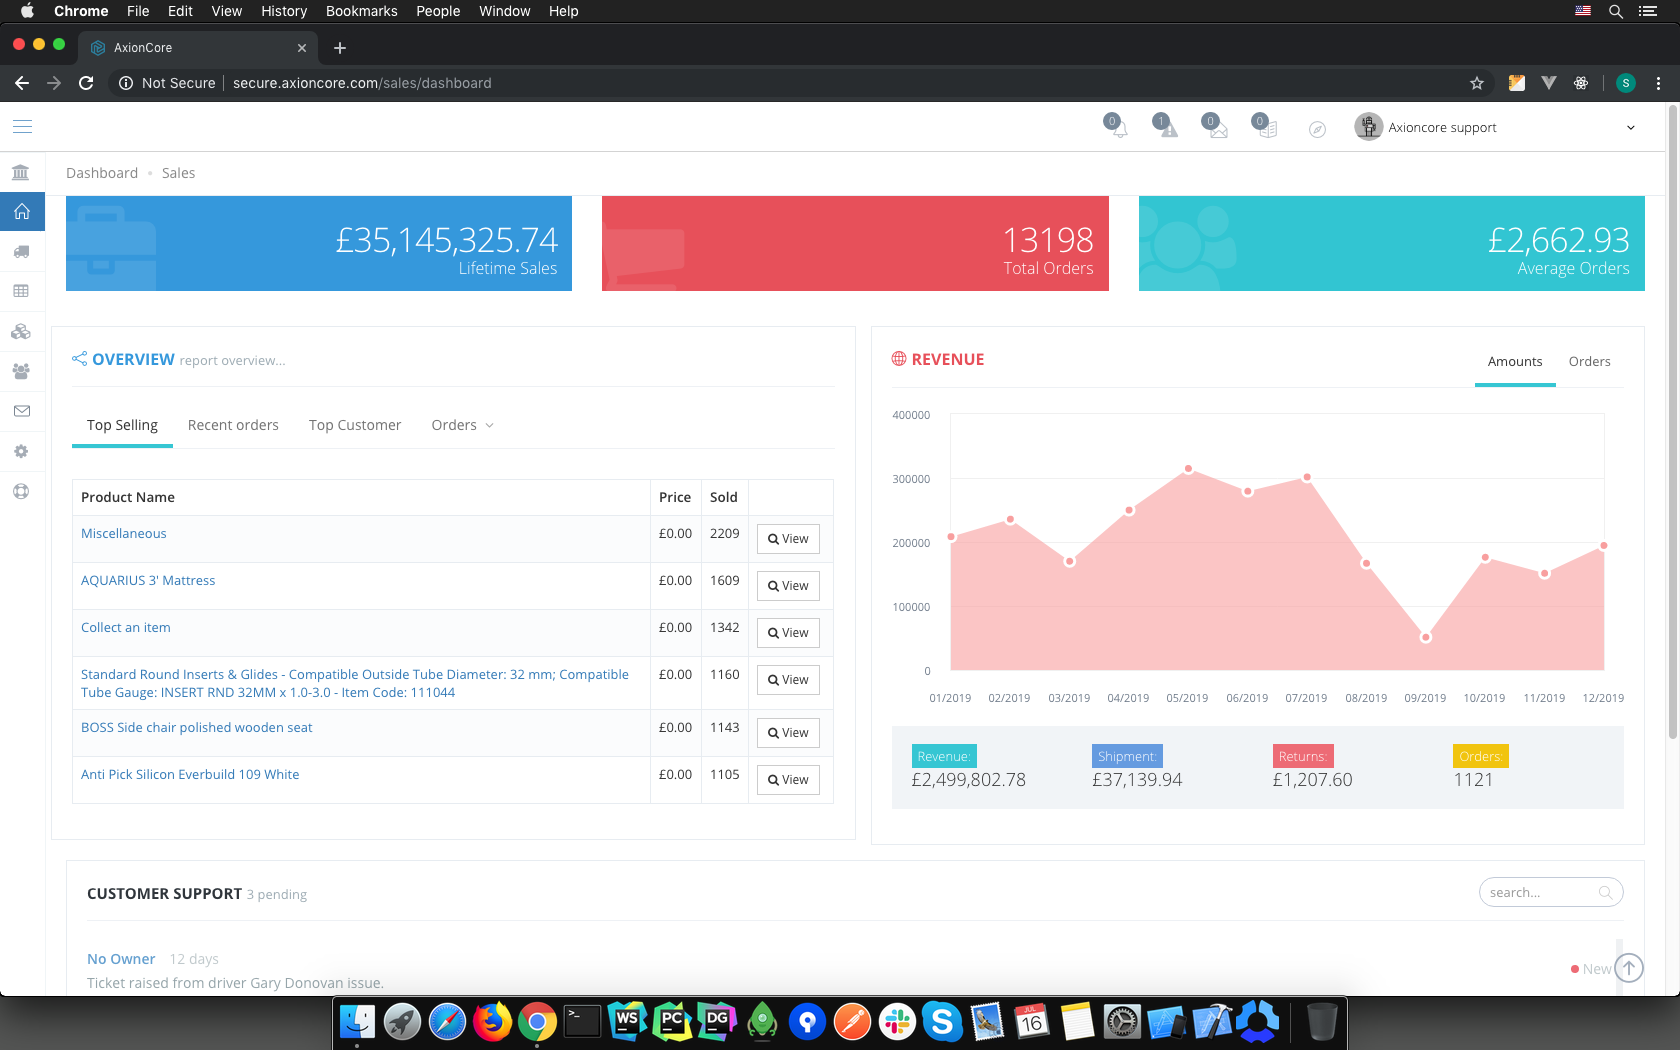 Chrome File Edit View History Bookmarks People Window Help
AxionCore
Not Secure secure.axioncore.com/sales/dashboard
S
0 1 0 0 Axioncore support
Dashboard Sales
£35,145,325.74
Lifetime Sales
13198
Total Orders
£2,662.93
Average Orders
OVERVIEW report overview...
Top Selling Recent orders Top Customer Orders
Product Name Price Sold
Miscellaneous £0.00 2209 View
AQUARIUS 3' Mattress £0.00 1609 View
Collect an item £0.00 1342 View
Standard Round Inserts & Glides - Compatible Outside Tube Diameter: 32 mm; Compatible £0.00 1160 View
Tube Gauge: INSERT RND 32MM x 1.0-3.0 - Item Code: 111044
BOSS Side chair polished wooden seat £0.00 1143 View
Anti Pick Silicon Everbuild 109 White £0.00 1105 View
REVENUE
Amounts Orders
400000
300000
200000
100000
0
01/2019 02/2019 03/2019 04/2019 05/2019 06/2019 07/2019 08/2019 09/2019 10/2019 11/2019 12/2019
Revenue: Shipment: Returns: Orders:
£2,499,802.78 £37,139.94 £1,207.60 1121
CUSTOMER SUPPORT 3 pending
search...
No Owner 12 days
New
Ticket raised from driver Gary Donovan issue.
>_ WS PC DG S JUL
16